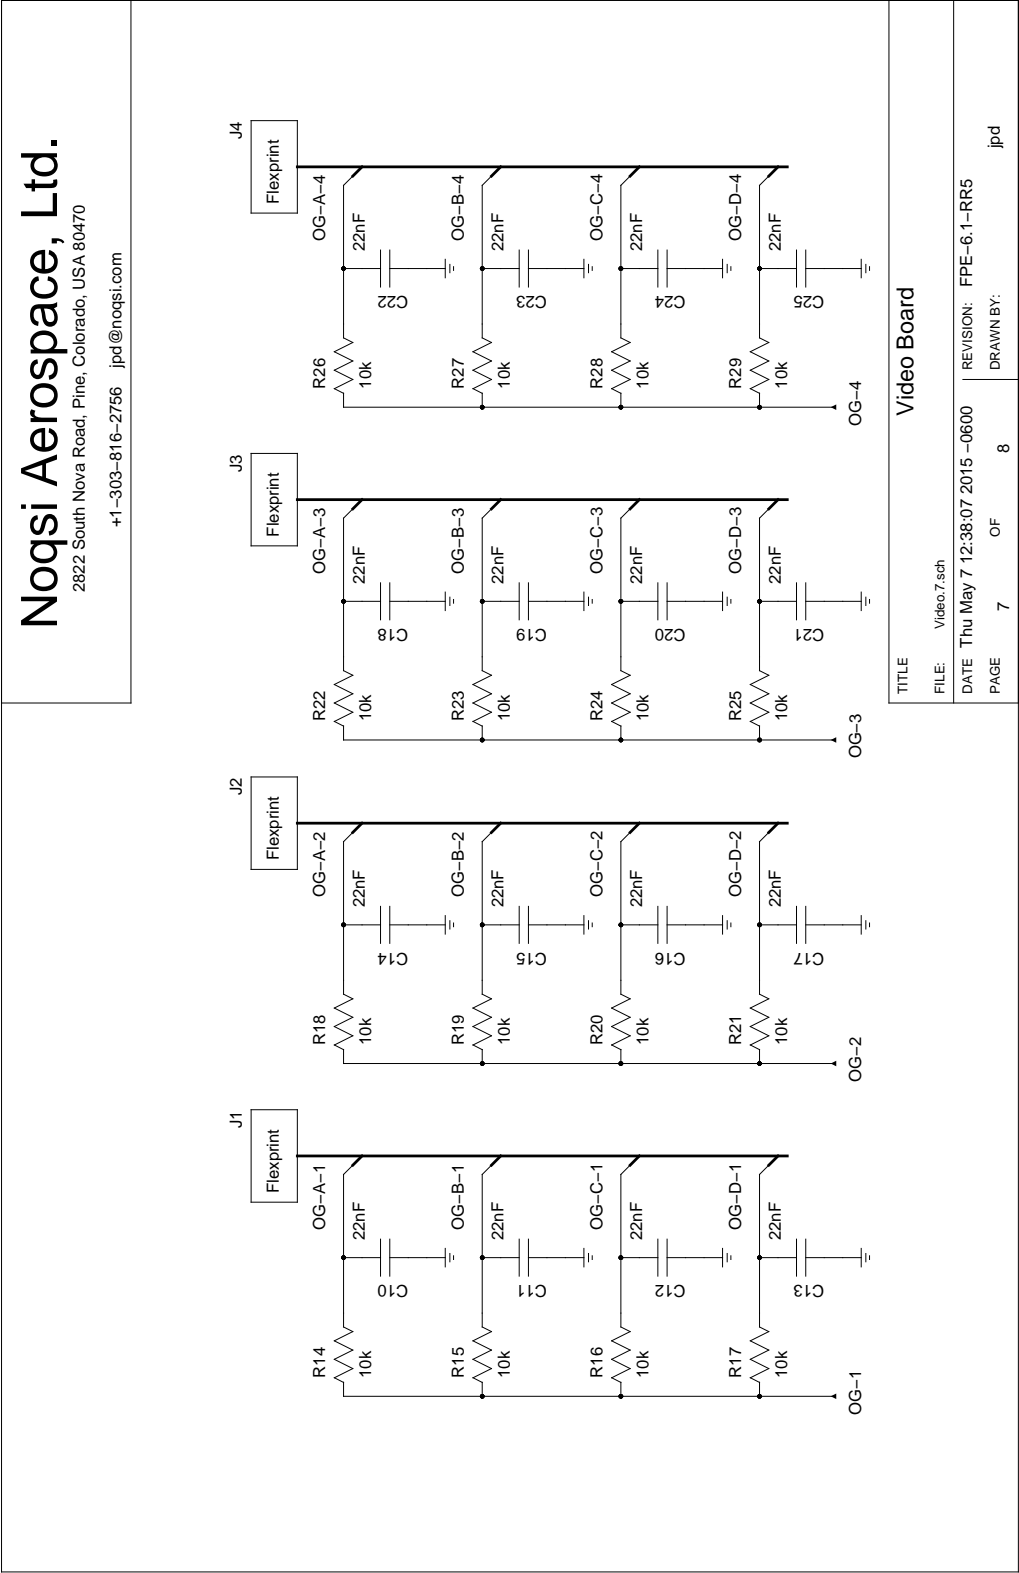 Noqsi Aerospace, Ltd.
2822 South Nova Road, Pine, Colorado, USA 80470
+1−303−816−2756 jpd@noqsi.com
J1
Flexprint
OG−A−1
R14
10k
22nF
C10
OG−B−1
R15
10k
22nF
C11
OG−C−1
R16
10k
22nF
C12
OG−D−1
R17
10k
22nF
C13
OG−1
J2
Flexprint
OG−A−2
R18
10k
22nF
C14
OG−B−2
R19
10k
22nF
C15
OG−C−2
R20
10k
22nF
C16
OG−D−2
R21
10k
22nF
C17
OG−2
J3
Flexprint
OG−A−3
R22
10k
22nF
C18
OG−B−3
R23
10k
22nF
C19
OG−C−3
R24
10k
22nF
C20
OG−D−3
R25
10k
22nF
C21
OG−3
J4
Flexprint
OG−A−4
R26
10k
22nF
C22
OG−B−4
R27
10k
22nF
C23
OG−C−4
R28
10k
22nF
C24
OG−D−4
R29
10k
22nF
C25
OG−4
TITLE
Video Board
FILE: Video.7.sch
DATE Thu May 7 12:38:07 2015 −0600
REVISION: FPE−6.1−RR5
PAGE 7 OF 8
DRAWN BY: jpd